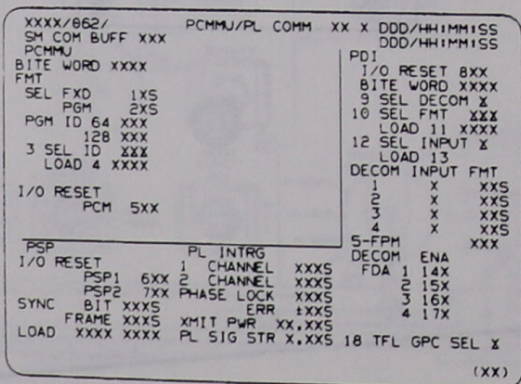 XXXX/862/ PCMMU/PL COMM XX X DDD/HH:MM:SS
SM COM BUFF XXX DDD/HH:MM:SS
PCMMU
BITE WORD XXXX
FMT
SEL FXD 1XS
PGM 2XS
PGM ID 64 XXX
128 XXX
3 SEL ID XXX
LOAD 4 XXXX
I/O RESET
PCM 5XX
PDI
I/O RESET 8XX
BITE WORD XXXX
9 SEL DECOM X
10 SEL FMT XXX
LOAD 11 XXXX
12 SEL INPUT X
LOAD 13
DECOM INPUT FMT
1 X XXS
2 X XXS
3 X XXS
4 X XXS
S-FPM XXX
DECOM ENA
FDA 1 14X
2 15X
3 16X
4 17X
PSP
I/O RESET
PSP1 6XX
PSP2 7XX
SYNC BIT XXXS
FRAME XXXS
LOAD XXXX XXXX
PL INTRG
1 CHANNEL XXXS
2 CHANNEL XXXS
PHASE LOCK XXXS
ERR ±XXXS
XMIT PWR XX.XXS
PL SIG STR X.XXS
18 TFL GPC SEL X
(XX)